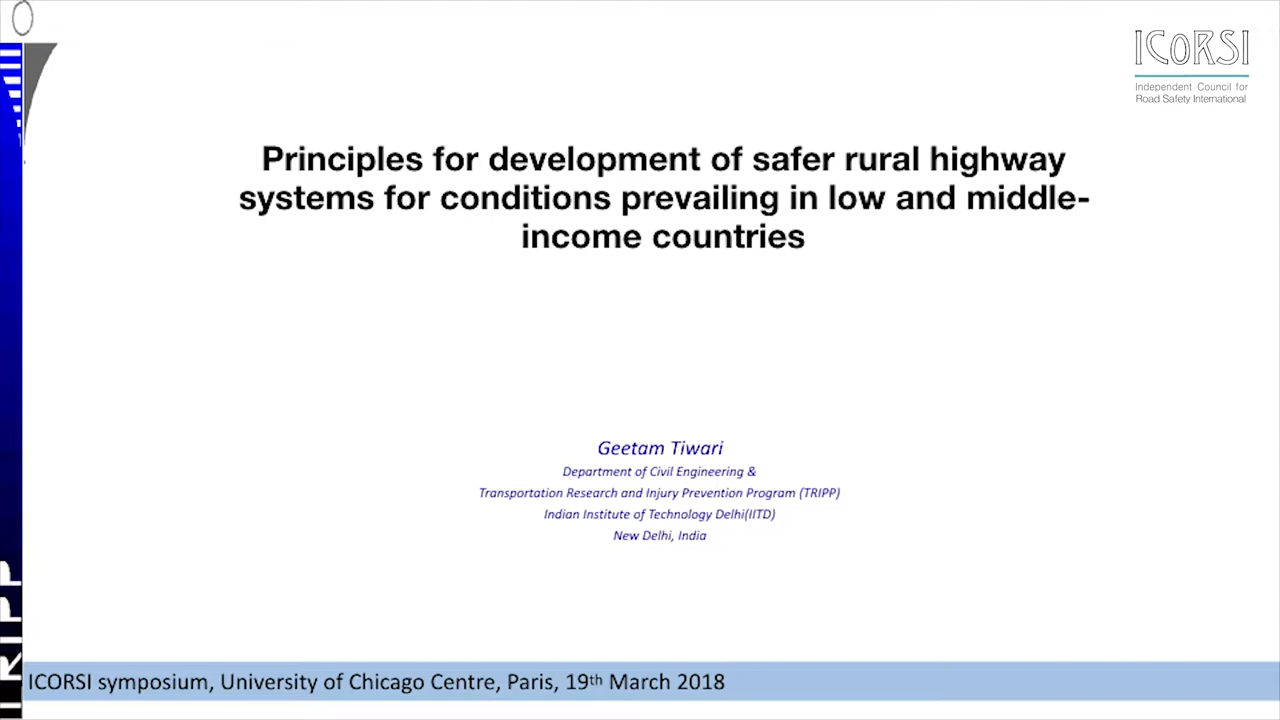 ICORSI
Independent Council for
Road Safety International
Principles for development of safer rural highway
systems for conditions prevailing in low and middle-
income countries
Geetam Tiwari
Department of Civil Engineering &
Transportation Research and Injury Prevention Program (TRIPP)
Indian Institute of Technology Delhi(IITD)
New Delhi, India
TRIPP
ICORSI symposium, University of Chicago Centre, Paris, 19th March 2018